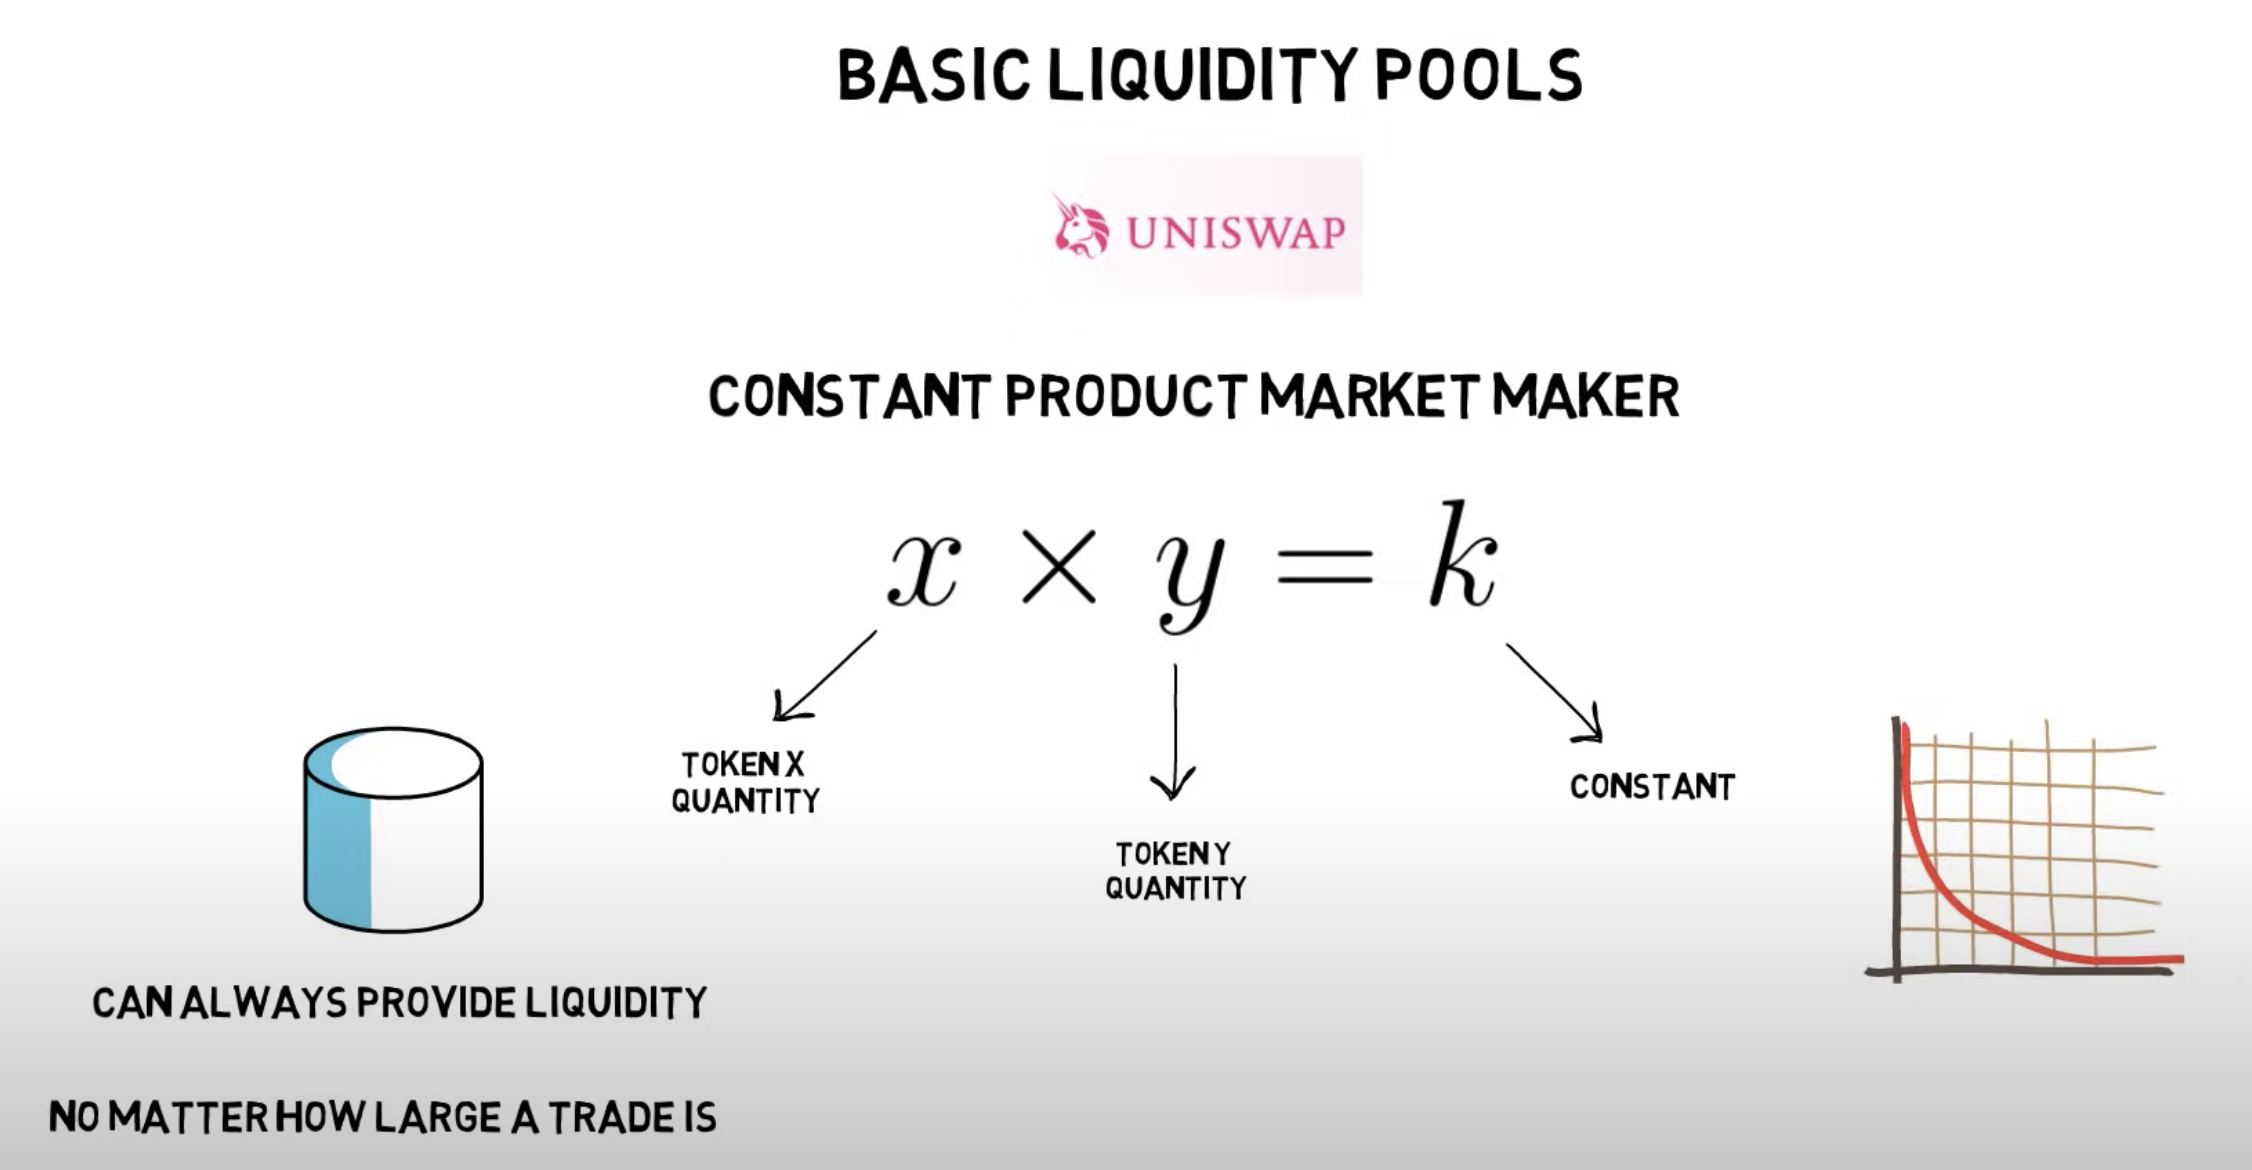 BASIC LIQUIDITY POOLS
UNISWAP
CONSTANT PRODUCT MARKET MAKER
x × y = k
TOKEN X
QUANTITY
TOKEN Y
QUANTITY
CONSTANT
CAN ALWAYS PROVIDE LIQUIDITY
NO MATTER HOW LARGE A TRADE IS